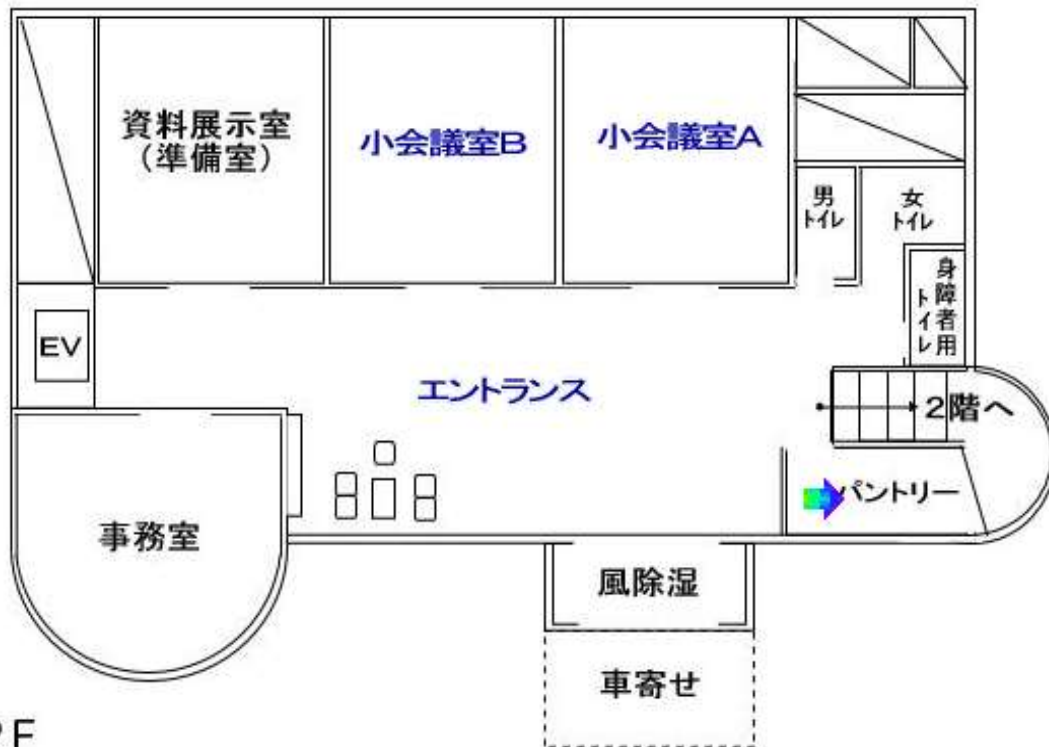 資料展示室
(準備室)
小会議室B
小会議室A
男
トイレ
女
トイレ
身障者用
トイレ
EV
エントランス
2階へ
パントリー
事務室
風除湿
車寄せ